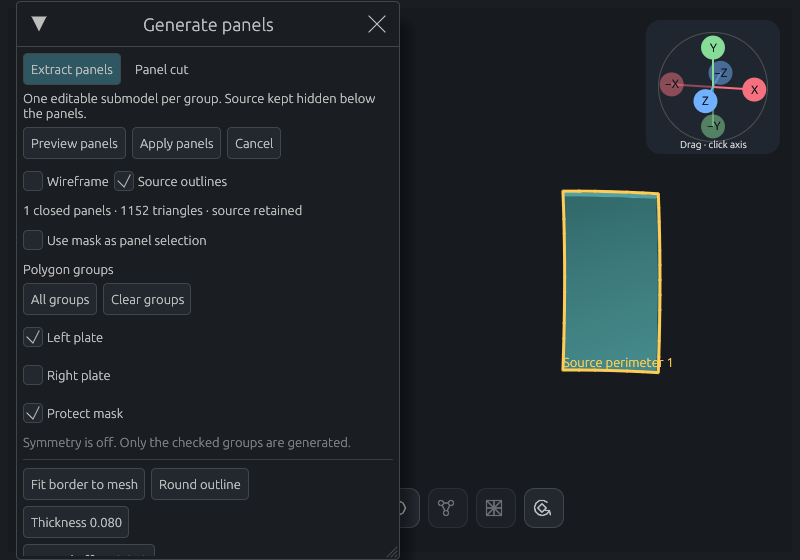 Generate panels
Extract panels
Panel cut
One editable submodel per group. Source kept hidden below
the panels.
Preview panels
Apply panels
Cancel
Wireframe
Source outlines
1 closed panels · 1152 triangles · source retained
Use mask as panel selection
Polygon groups
All groups
Clear groups
Left plate
Right plate
Protect mask
Symmetry is off. Only the checked groups are generated.
Fit border to mesh
Round outline
Thickness 0.080
Y
-Z
-X
X
Z
-Y
Drag · click axis
Source perimeter 1